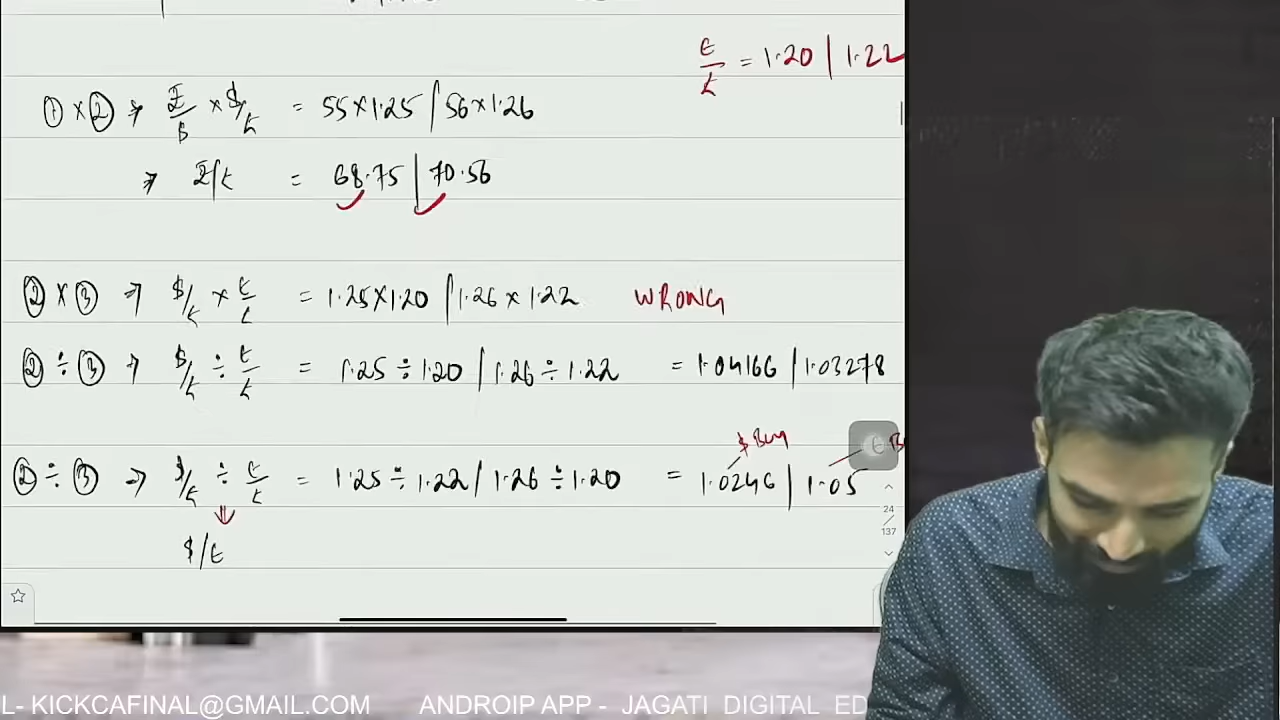 €/£ = 1.20 | 1.22
① × ② ⇒ ₹/$ × $/£ = 55×1.25 | 56×1.26
⇒ ₹/£ = 68.75 | 70.56
② × ③ ⇒ $/£ × €/£ = 1.25×1.20 | 1.26 × 1.22 WRONG
② ÷ ③ ⇒ $/£ ÷ €/£ = 1.25 ÷ 1.20 | 1.26 ÷ 1.22 = 1.04166 | 1.03278
$ Buy € B
② ÷ ③ ⇒ $/£ ÷ €/£ = 1.25 ÷ 1.22 | 1.26 ÷ 1.20 = 1.0246 | 1.05
$/€
24
137
L- KICKCAFINAL@GMAIL.COM ANDROIP APP - JAGATI DIGITAL ED